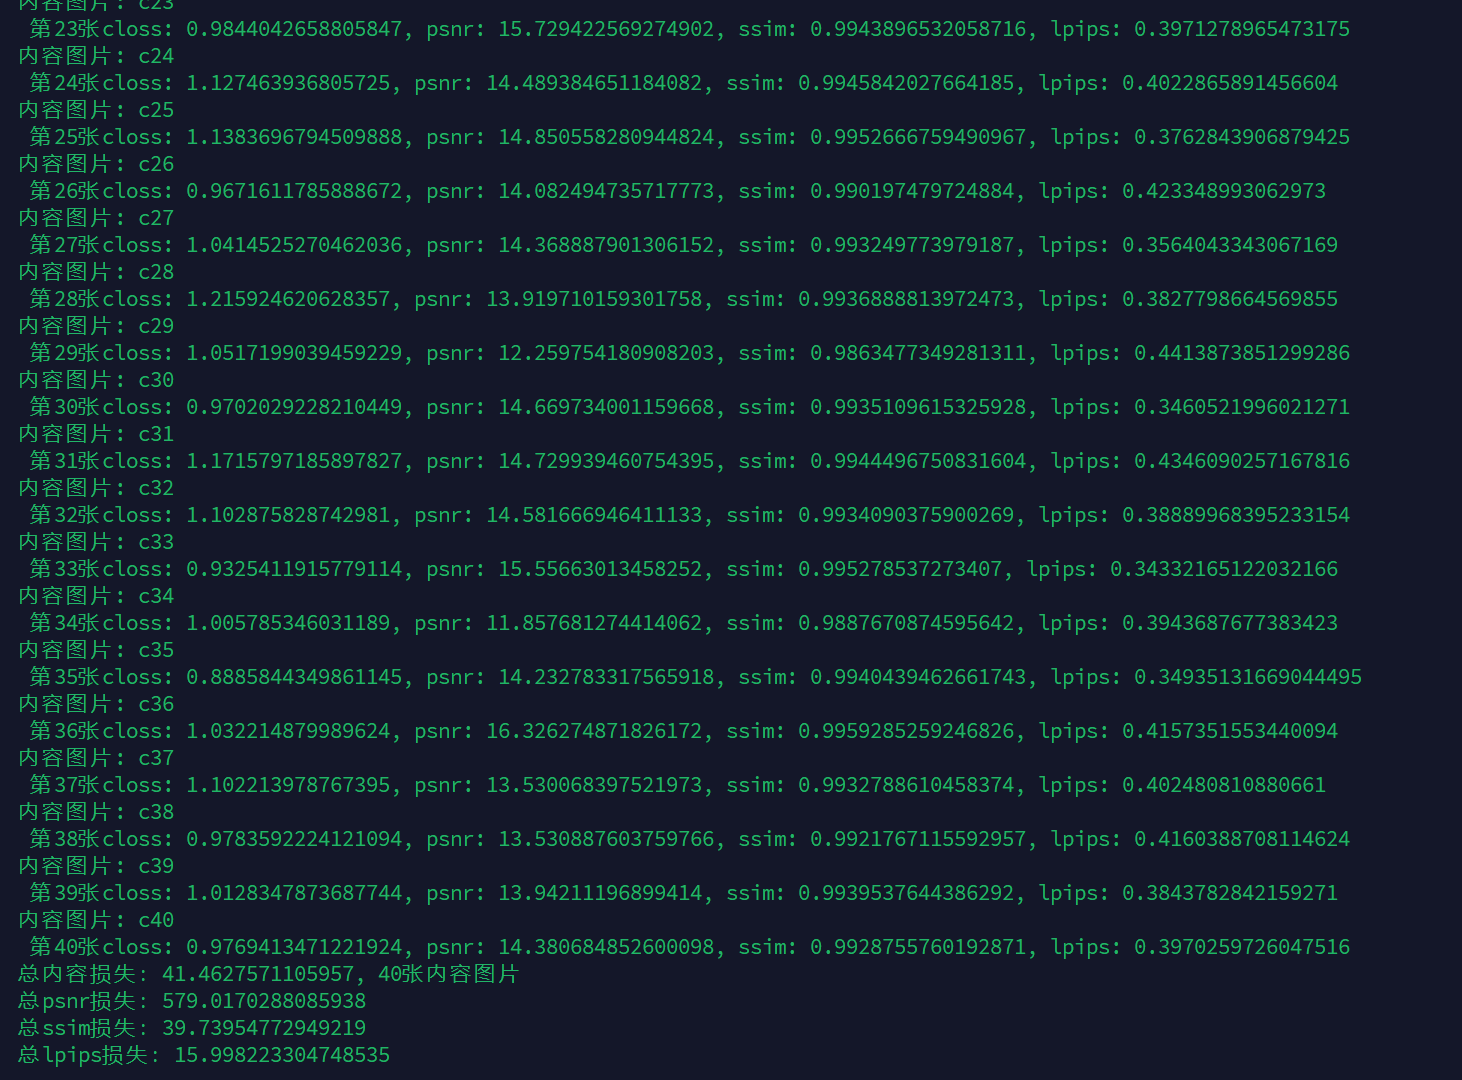 内容图片: c23
第23张closs: 0.9844042658805847, psnr: 15.729422569274902, ssim: 0.9943896532058716, lpips: 0.3971278965473175
内容图片: c24
第24张closs: 1.127463936805725, psnr: 14.489384651184082, ssim: 0.9945842027664185, lpips: 0.4022865891456604
内容图片: c25
第25张closs: 1.1383696794509888, psnr: 14.850558280944824, ssim: 0.9952666759490967, lpips: 0.3762843906879425
内容图片: c26
第26张closs: 0.9671611785888672, psnr: 14.082494735717773, ssim: 0.990197479724884, lpips: 0.423348993062973
内容图片: c27
第27张closs: 1.0414525270462036, psnr: 14.368887901306152, ssim: 0.993249773979187, lpips: 0.3564043343067169
内容图片: c28
第28张closs: 1.215924620628357, psnr: 13.919710159301758, ssim: 0.9936888813972473, lpips: 0.3827798664569855
内容图片: c29
第29张closs: 1.0517199039459229, psnr: 12.259754180908203, ssim: 0.9863477349281311, lpips: 0.4413873851299286
内容图片: c30
第30张closs: 0.9702029228210449, psnr: 14.669734001159668, ssim: 0.9935109615325928, lpips: 0.3460521996021271
内容图片: c31
第31张closs: 1.1715797185897827, psnr: 14.729939460754395, ssim: 0.9944496750831604, lpips: 0.4346090257167816
内容图片: c32
第32张closs: 1.102875828742981, psnr: 14.581666946411133, ssim: 0.9934090375900269, lpips: 0.38889968395233154
内容图片: c33
第33张closs: 0.9325411915779114, psnr: 15.55663013458252, ssim: 0.995278537273407, lpips: 0.34332165122032166
内容图片: c34
第34张closs: 1.005785346031189, psnr: 11.857681274414062, ssim: 0.9887670874595642, lpips: 0.3943687677383423
内容图片: c35
第35张closs: 0.8885844349861145, psnr: 14.232783317565918, ssim: 0.9940439462661743, lpips: 0.34935131669044495
内容图片: c36
第36张closs: 1.032214879989624, psnr: 16.326274871826172, ssim: 0.9959285259246826, lpips: 0.4157351553440094
内容图片: c37
第37张closs: 1.102213978767395, psnr: 13.530068397521973, ssim: 0.9932788610458374, lpips: 0.402480810880661
内容图片: c38
第38张closs: 0.9783592224121094, psnr: 13.530887603759766, ssim: 0.9921767115592957, lpips: 0.4160388708114624
内容图片: c39
第39张closs: 1.0128347873687744, psnr: 13.94211196899414, ssim: 0.9939537644386292, lpips: 0.3843782842159271
内容图片: c40
第40张closs: 0.9769413471221924, psnr: 14.380684852600098, ssim: 0.9928755760192871, lpips: 0.3970259726047516
总内容损失: 41.4627571105957, 40张内容图片
总psnr损失: 579.0170288085938
总ssim损失: 39.73954772949219
总lpips损失: 15.998223304748535